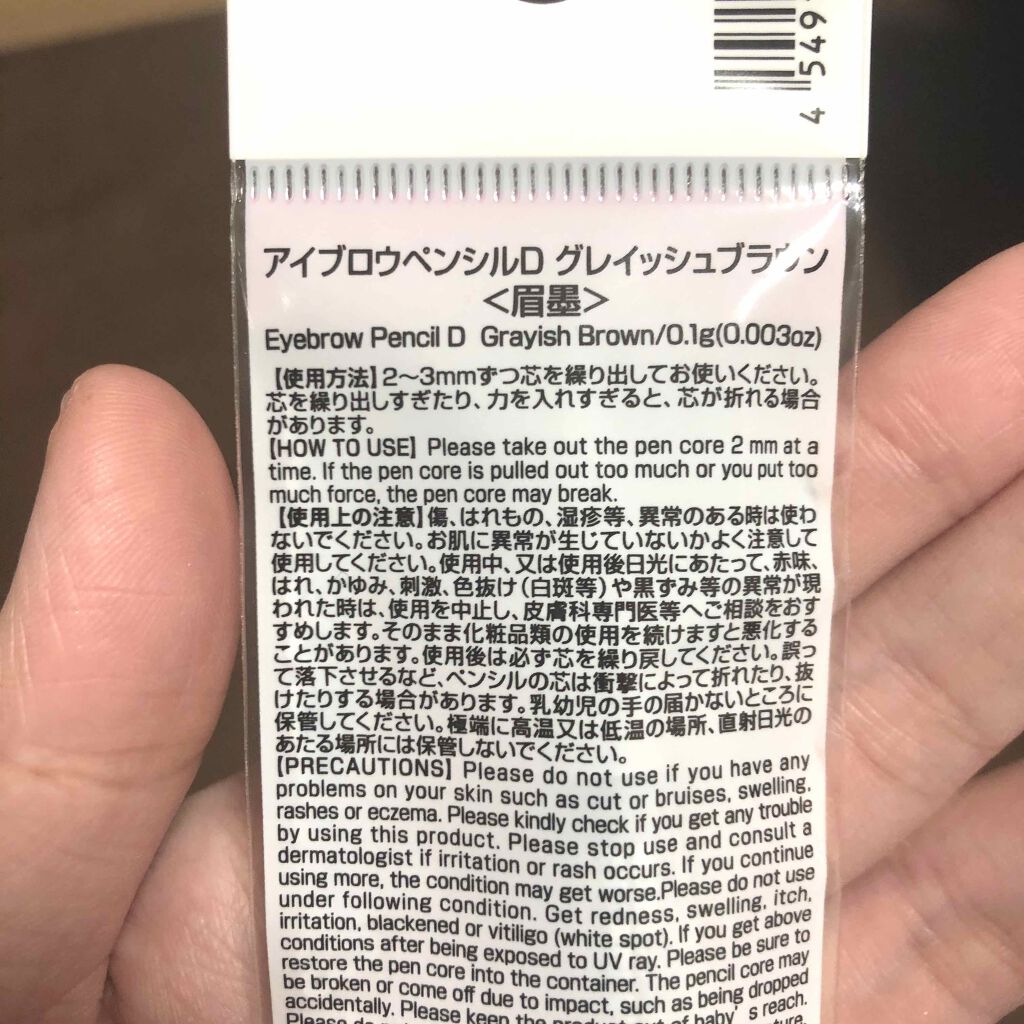 4 549
アイブロウペンシルD グレイッシュブラウン
<眉墨>
Eyebrow Pencil D Grayish Brown/0.1g(0.003oz)
【使用方法】2～3mmずつ芯を繰り出してお使いください。
芯を繰り出しすぎたり、力を入れすぎると、芯が折れる場合
があります。
【HOW TO USE】 Please take out the pen core 2 mm at a
time. If the pen core is pulled out too much or you put too
much force, the pen core may break.
【使用上の注意】傷、はれもの、湿疹等、異常のある時は使わ
ないでください。お肌に異常が生じていないかよく注意して
使用してください。使用中、又は使用後日光にあたって、赤味、
はれ、かゆみ、刺激、色抜け(白斑等)や黒ずみ等の異常が現
われた時は、使用を中止し、皮膚科専門医等へご相談をおす
すめします。そのまま化粧品類の使用を続けますと悪化する
ことがあります。使用後は必ず芯を繰り戻してください。誤っ
て落下させるなど、ペンシルの芯は衝撃によって折れたり、抜
けたりする場合があります。乳幼児の手の届かないところに
保管してください。極端に高温又は低温の場所、直射日光の
あたる場所には保管しないでください。
【PRECAUTIONS】 Please do not use if you have any
problems on your skin such as cut or bruises, swelling,
rashes or eczema. Please kindly check if you get any trouble
by using this product. Please stop use and consult a
dermatologist if irritation or rash occurs. If you continue
using more, the condition may get worse.Please do not use
under following condition. Get redness, swelling, itch,
irritation, blackened or vitiligo (white spot). If you get above
conditions after being exposed to UV ray. Please be sure to
restore the pen core into the container. The pencil core may
be broken or come off due to impact, such as being dropped
accidentally. Please keep the product out of baby's reach.
Please do